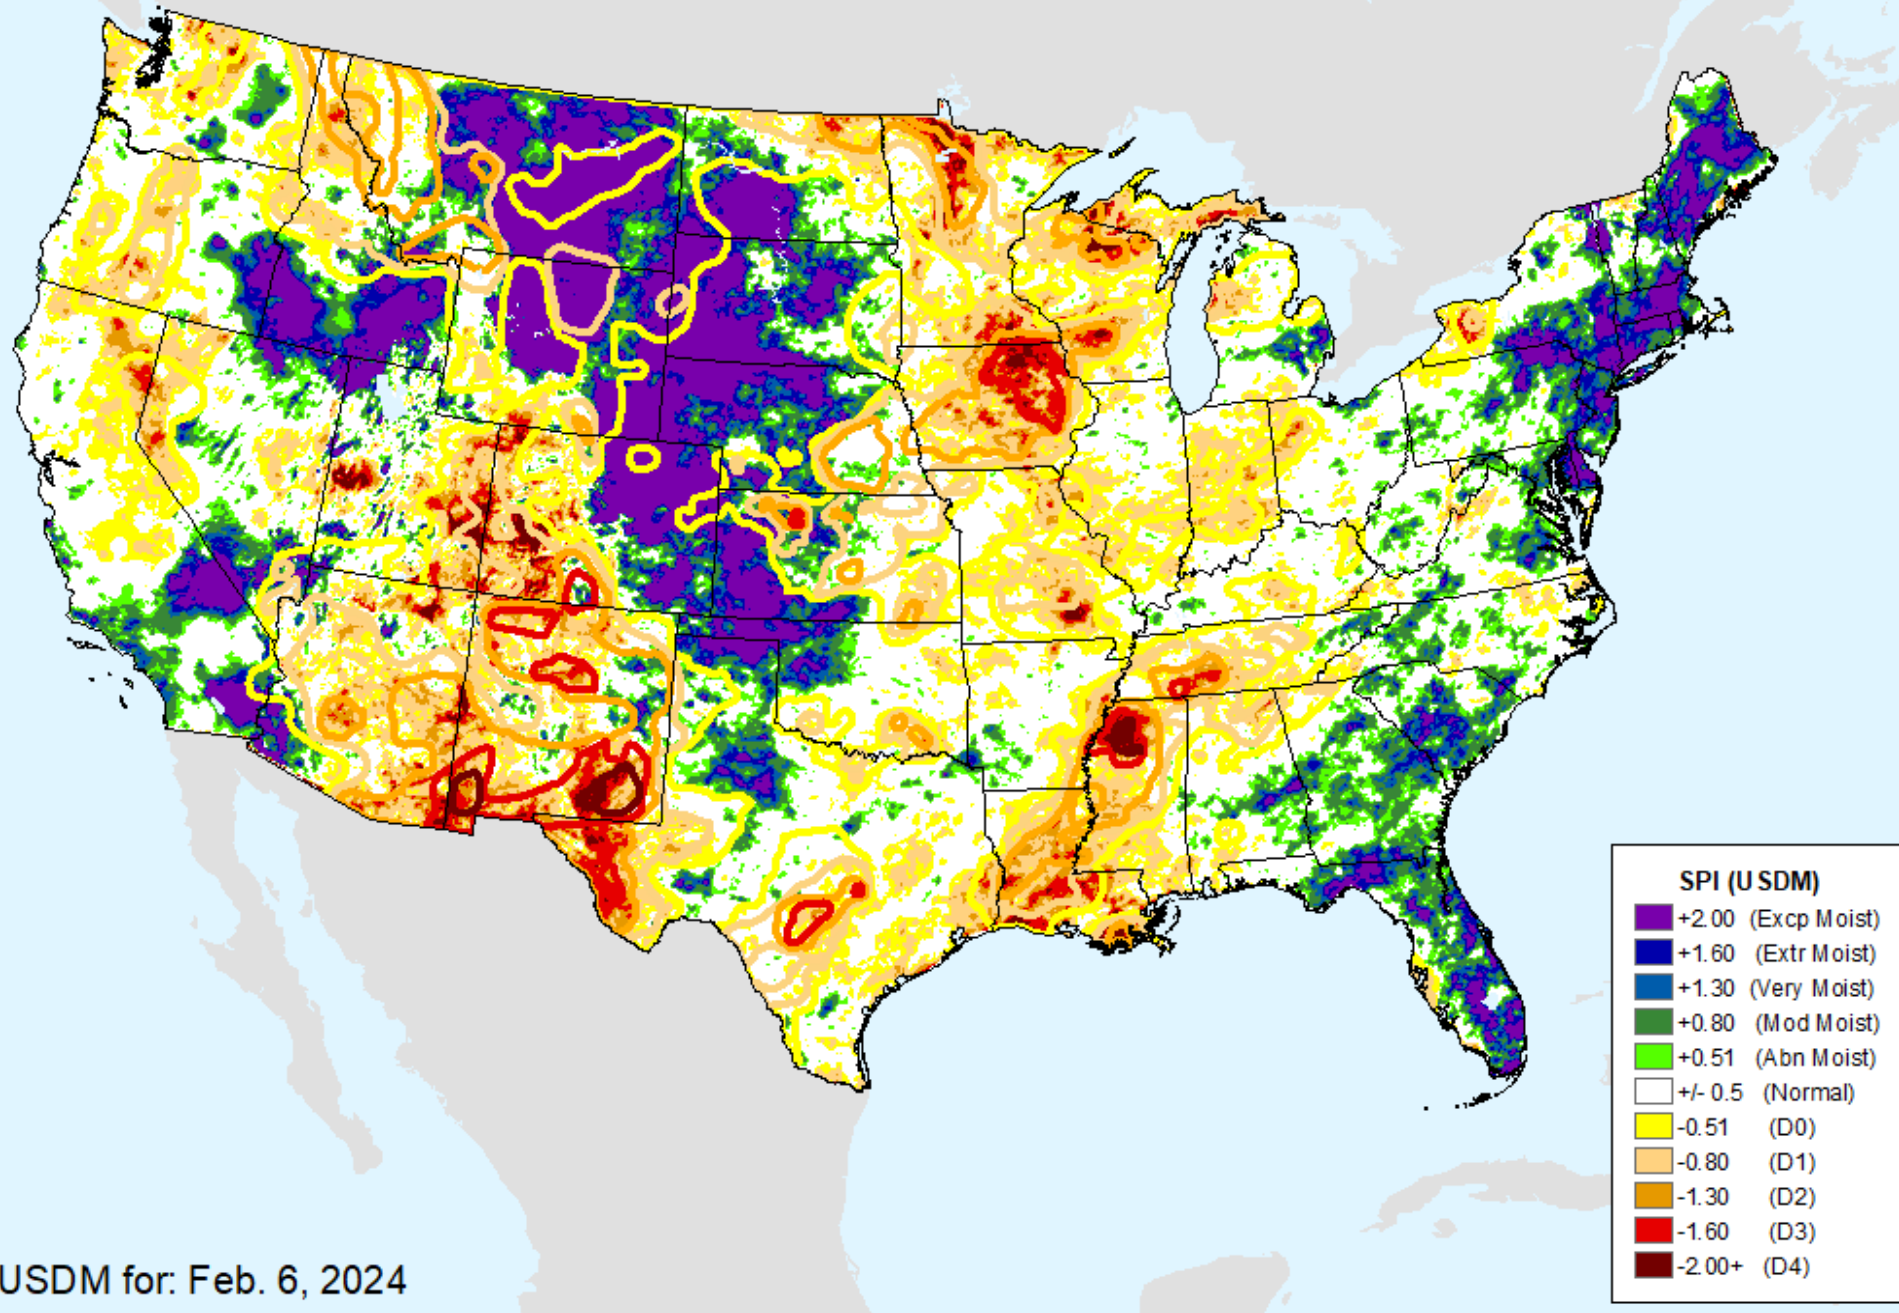 SPI (USDM)
+2.00 (Excp Moist)
+1.60 (Extr Moist)
+1.30 (Very Moist)
+0.80 (Mod Moist)
+0.51 (Abn Moist)
+/- 0.5 (Normal)
-0.51 (D0)
-0.80 (D1)
-1.30 (D2)
-1.60 (D3)
-2.00+ (D4)
USDM for: Feb. 6, 2024